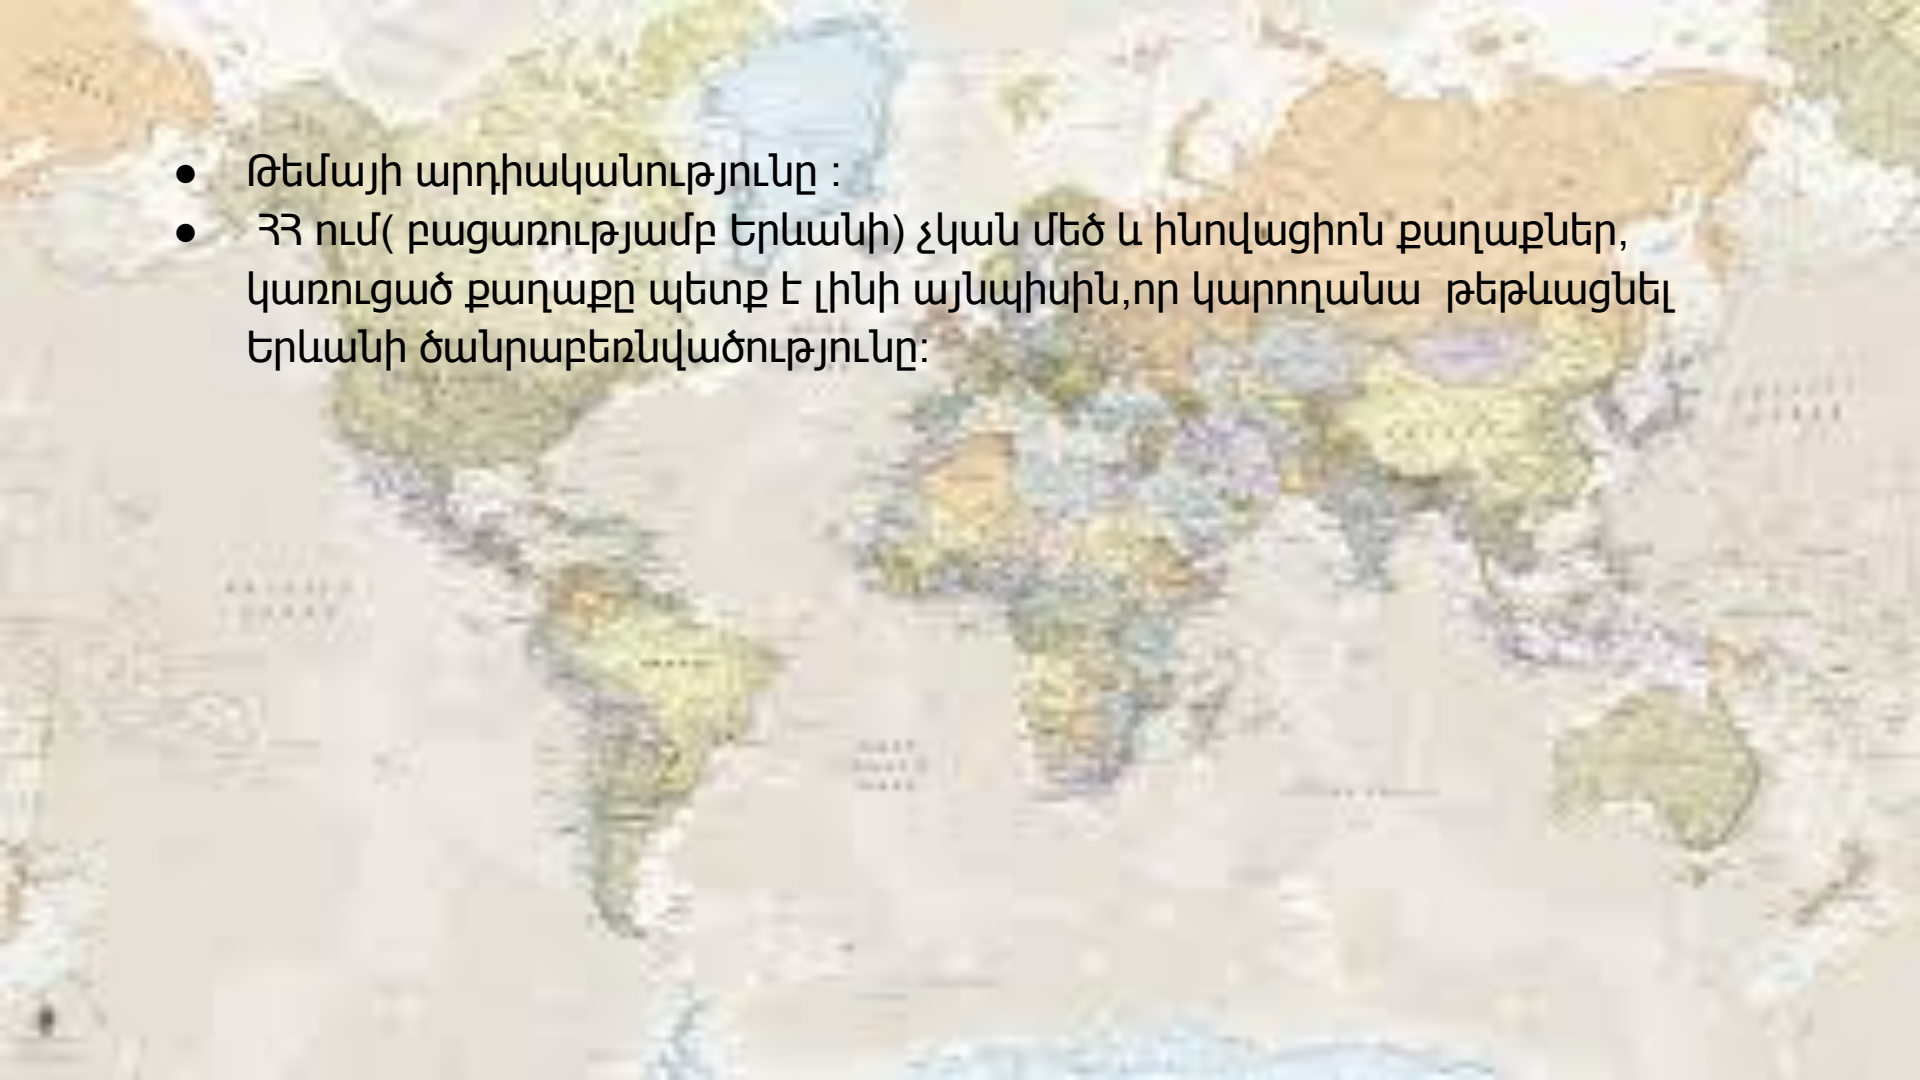 ● Թեմայի արդիականությունը :
● ՀՀ ում( բացառությամբ Երևանի) չկան մեծ և ինովացիոն քաղաքներ,
կառուցած քաղաքը պետք է լինի այնպիսին,որ կարողանա թեթևացնել
Երևանի ծանրաբեռնվածությունը: